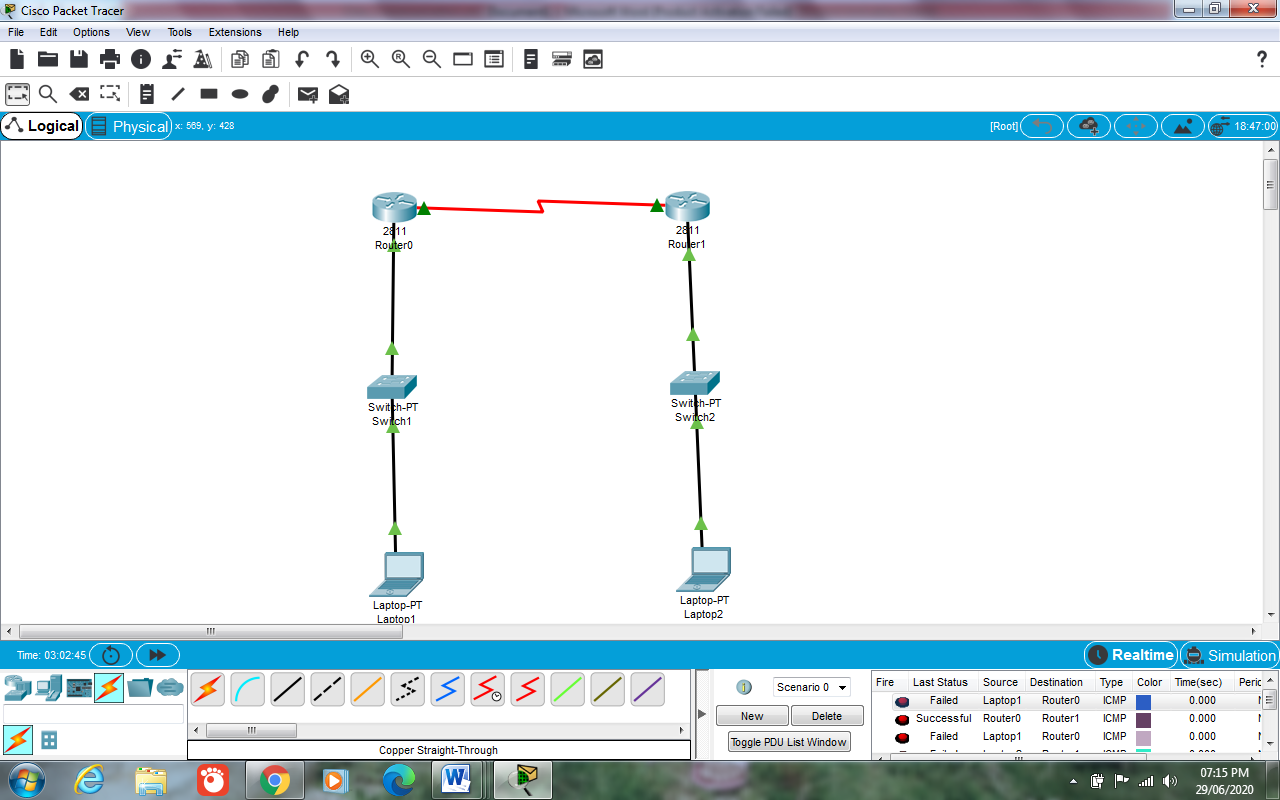 Cisco Packet Tracer
File Edit Options View Tools Extensions Help
?
Logical Physical x: 569, y: 428 [Root] 18:47:00
2811
Router0
2811
Router1
Switch-PT
Switch1
Switch-PT
Switch2
Laptop-PT
Laptop1
Laptop-PT
Laptop2
Time: 03:02:45 Realtime Simulation
Scenario 0
New Delete
Toggle PDU List Window
Copper Straight-Through
Fire Last Status Source Destination Type Color Time(sec)
Failed Laptop1 Router0 ICMP 0.000
Successful Router0 Router1 ICMP 0.000
Failed Laptop1 Router0 ICMP 0.000
07:15 PM
29/06/2020